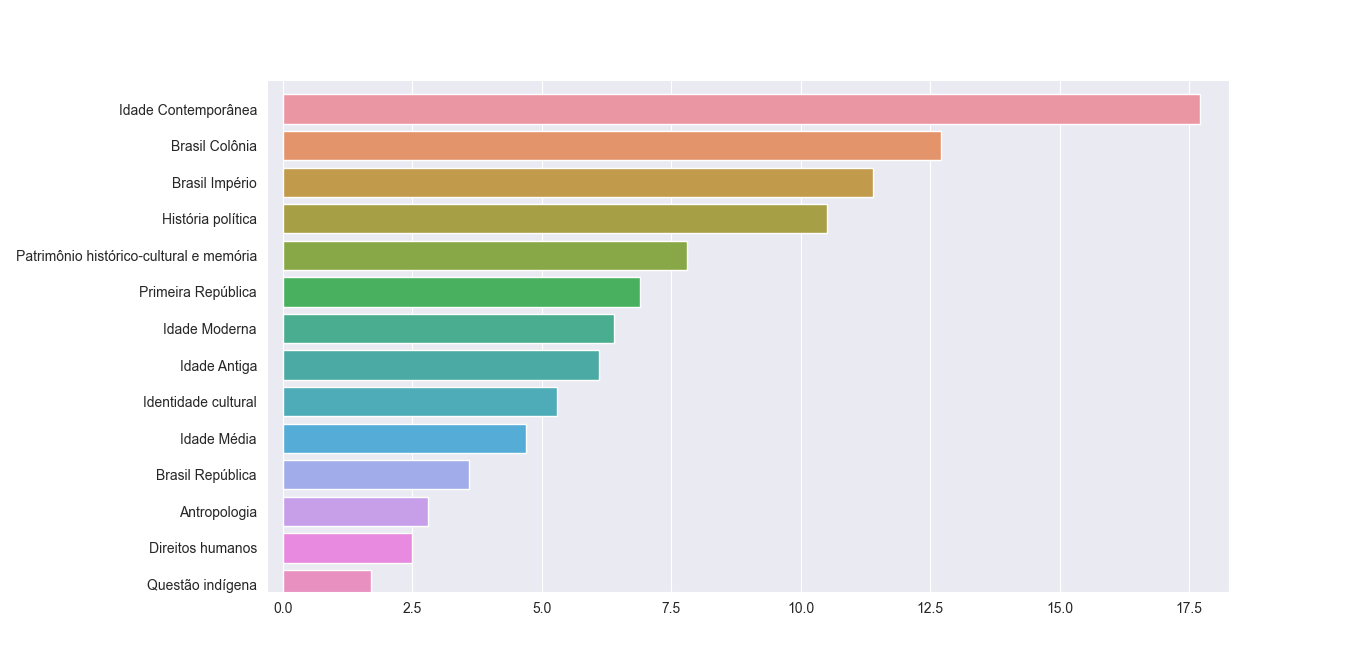 Idade Contemporânea
Brasil Colônia
Brasil Império
História política
Patrimônio histórico-cultural e memória
Primeira República
Idade Moderna
Idade Antiga
Identidade cultural
Idade Média
Brasil República
Antropologia
Direitos humanos
Questão indígena
0.0 2.5 5.0 7.5 10.0 12.5 15.0 17.5